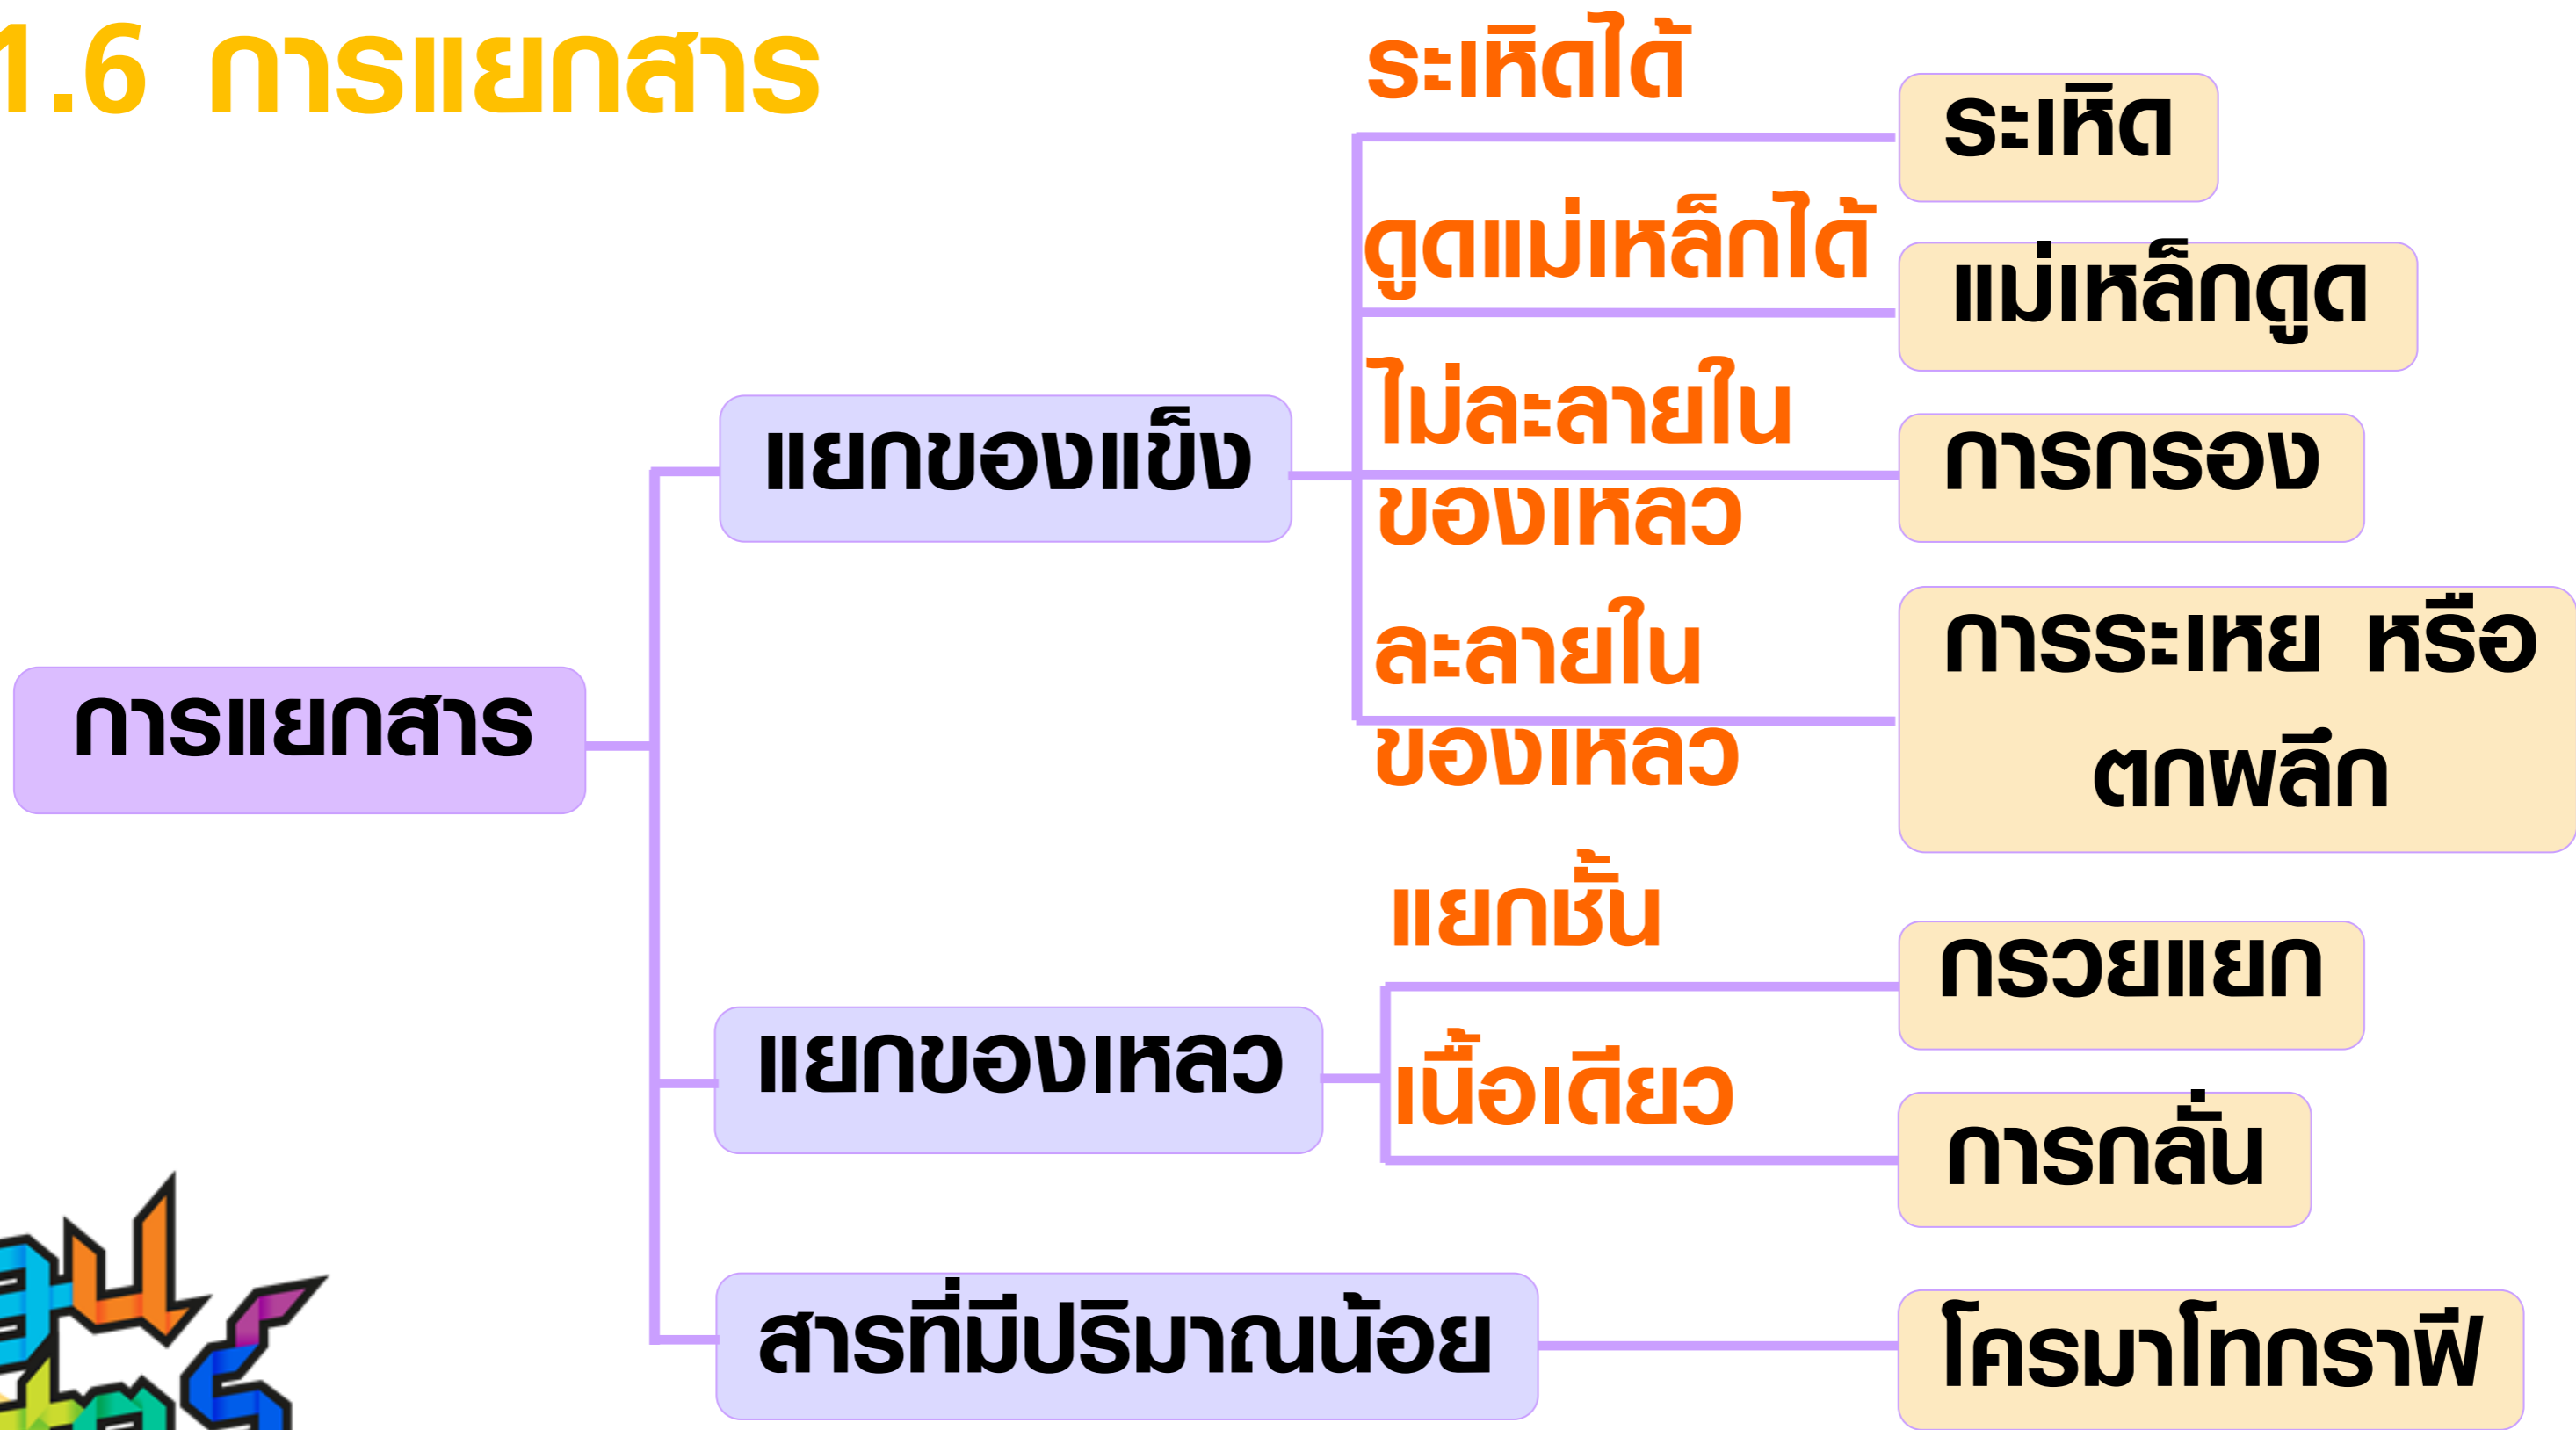 1.6 การแยกสาร
การแยกสาร
แยกของแข็ง
ระเหิดได้
ระเหิด
ดูดแม่เหล็กได้
แม่เหล็กดูด
ไม่ละลายใน
ของเหลว
การกรอง
ละลายใน
ของเหลว
การระเหย หรือ
ตกผลึก
แยกของเหลว
แยกชั้น
กรวยแยก
เนื้อเดียว
การกลั่น
สารที่มีปริมาณน้อย
โครมาโทกราฟี